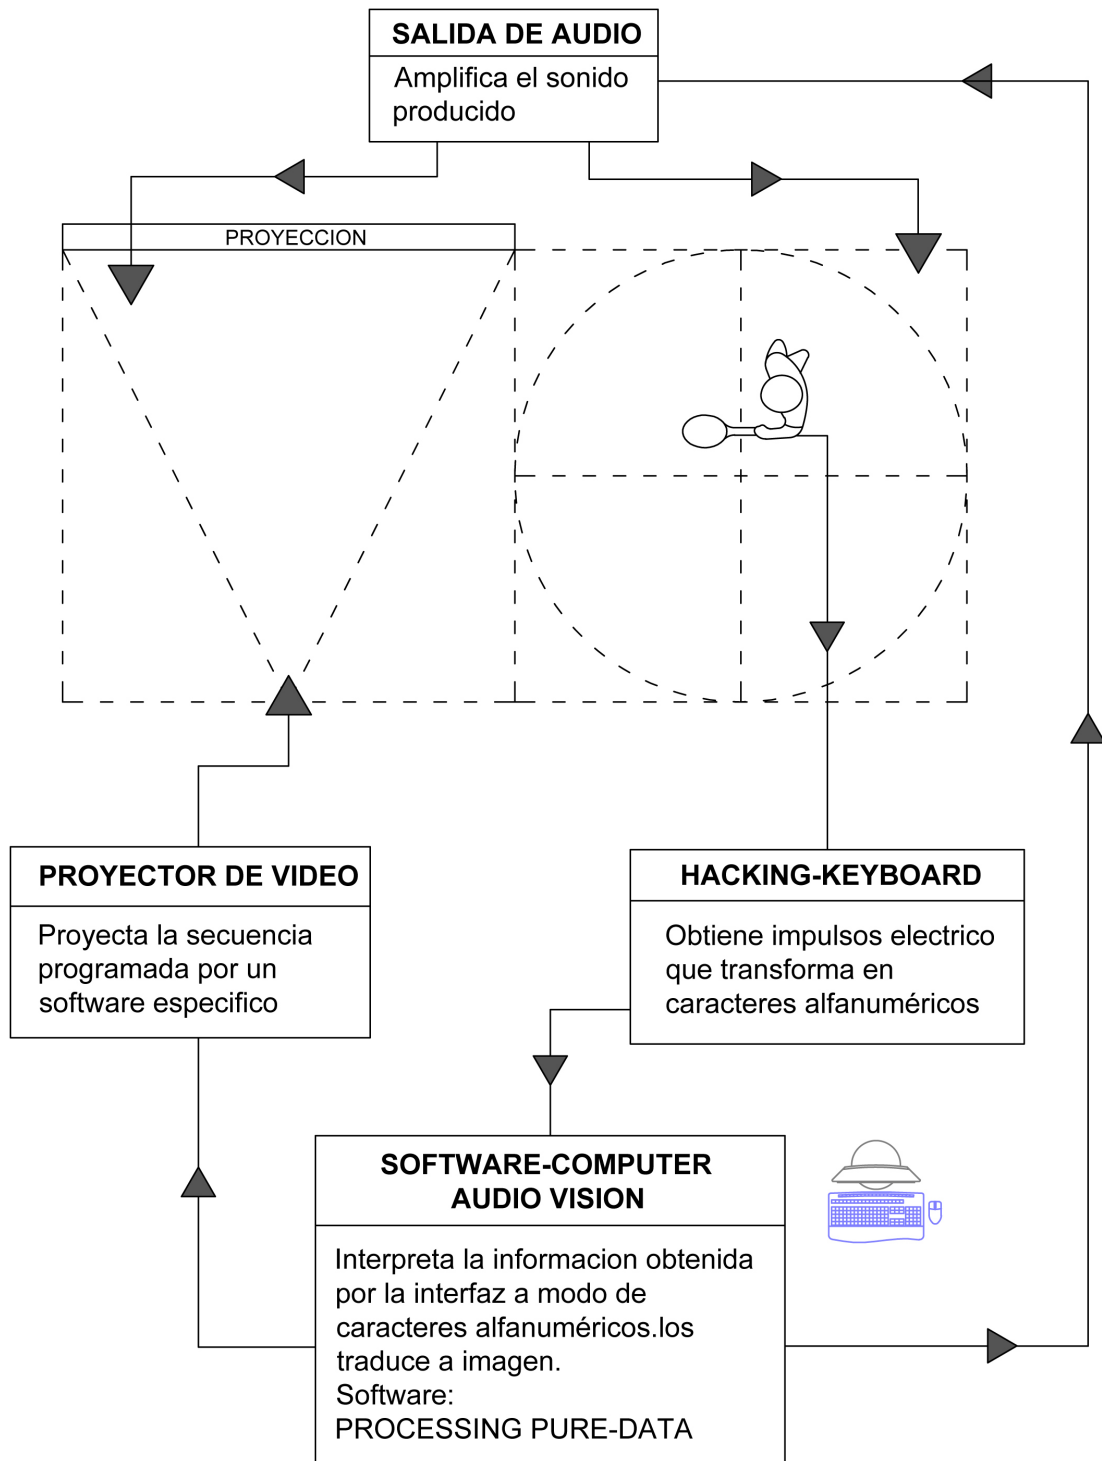 SALIDA DE AUDIO
Amplifica el sonido
producido
PROYECCION
PROYECTOR DE VIDEO
Proyecta la secuencia
programada por un
software especifico
HACKING-KEYBOARD
Obtiene impulsos electrico
que transforma en
caracteres alfanuméricos
SOFTWARE-COMPUTER
AUDIO VISION
Interpreta la informacion obtenida
por la interfaz a modo de
caracteres alfanuméricos.los
traduce a imagen.
Software:
PROCESSING PURE-DATA